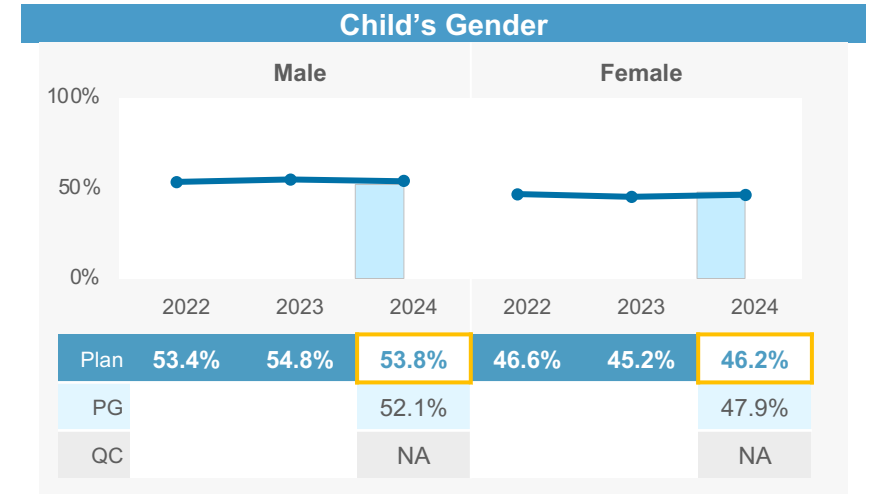 Child’s Gender
Male Female
100%
50%
0%
2022 2023 2024 2022 2023 2024
Plan 53.4% 54.8% 53.8% 46.6% 45.2% 46.2%
PG 52.1% 47.9%
QC NA NA